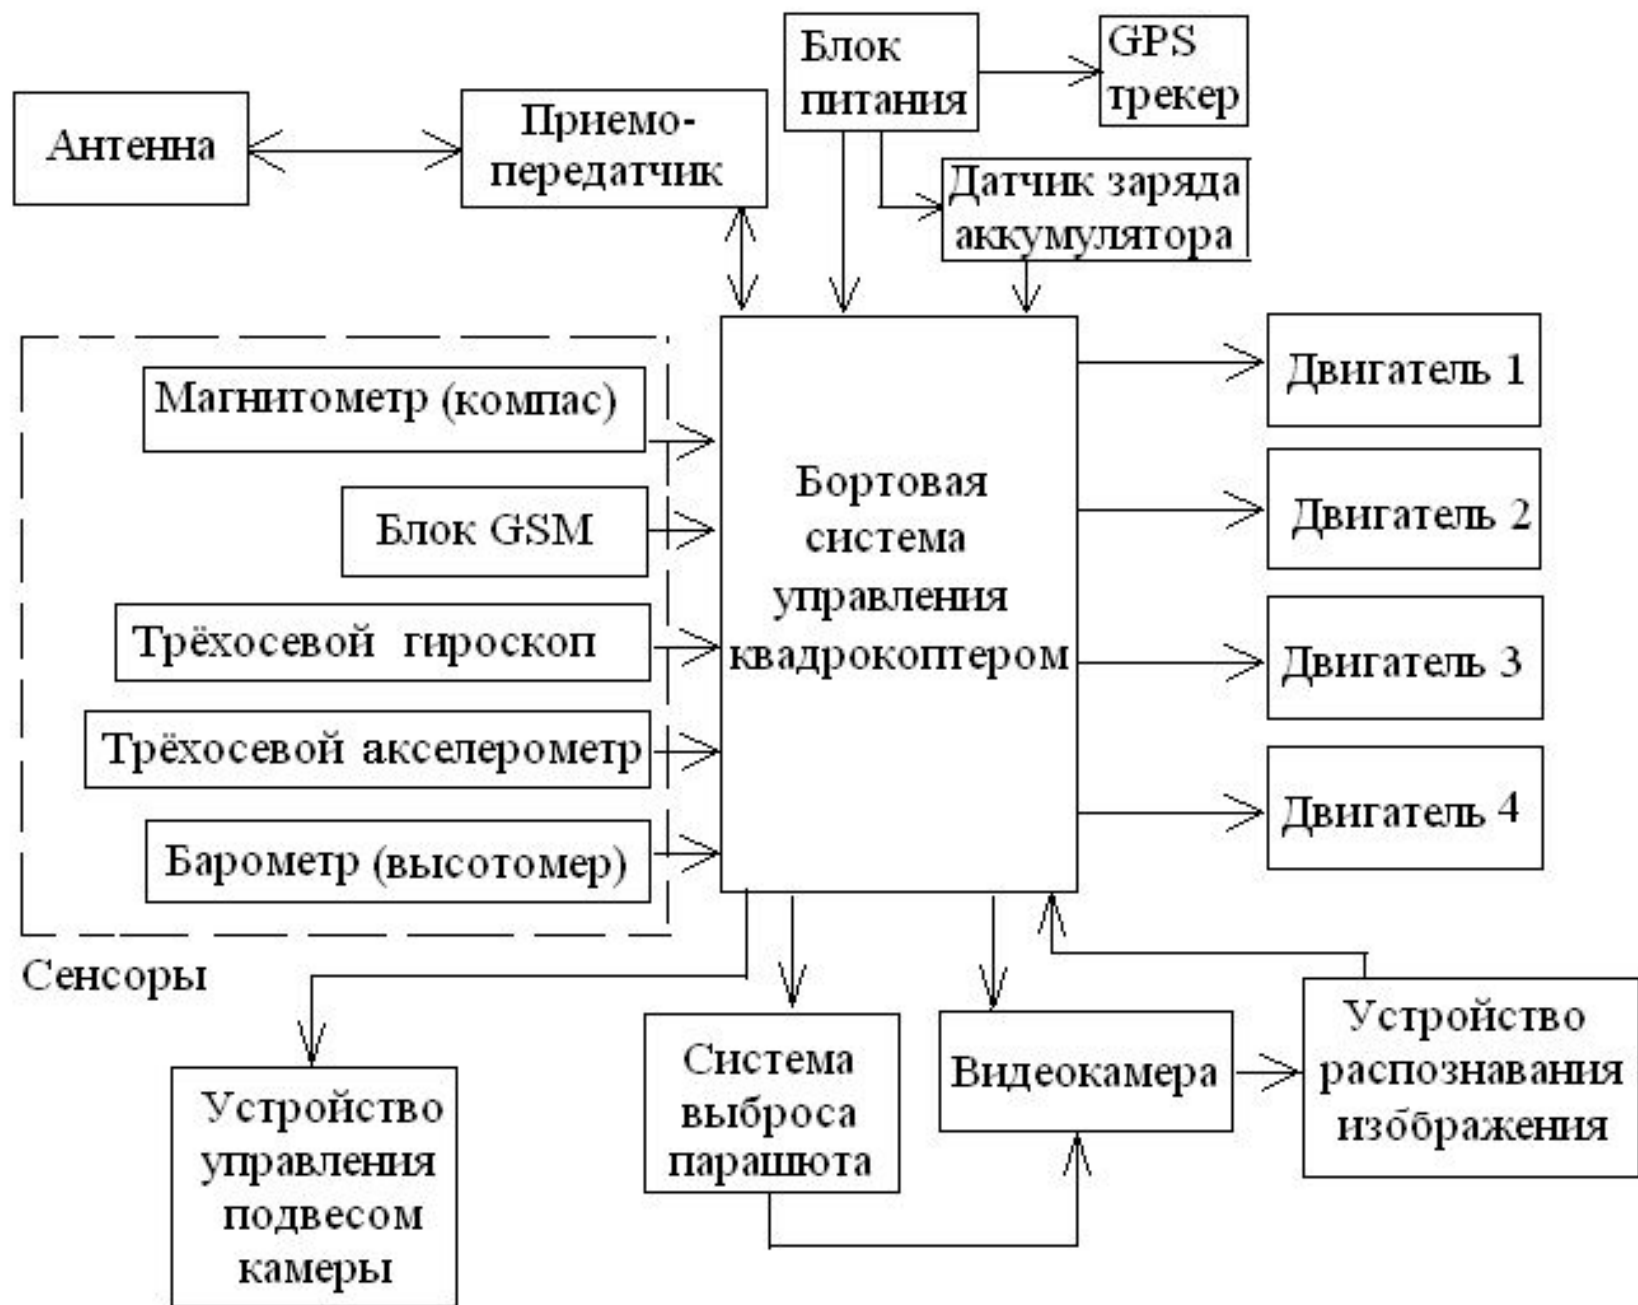 Блок
питания
GPS
трекер
Антенна
Приемо-
передатчик
Датчик заряда
аккумулятора
Магнитометр (компас)
Блок GSM
Трёхосевой гироскоп
Трёхосевой акселерометр
Барометр (высотомер)
Сенсоры
Бортовая
система
управления
квадрокоптером
Двигатель 1
Двигатель 2
Двигатель 3
Двигатель 4
Устройство
управления
подвесом
камеры
Система
выброса
парашюта
Видеокамера
Устройство
распознавания
изображения